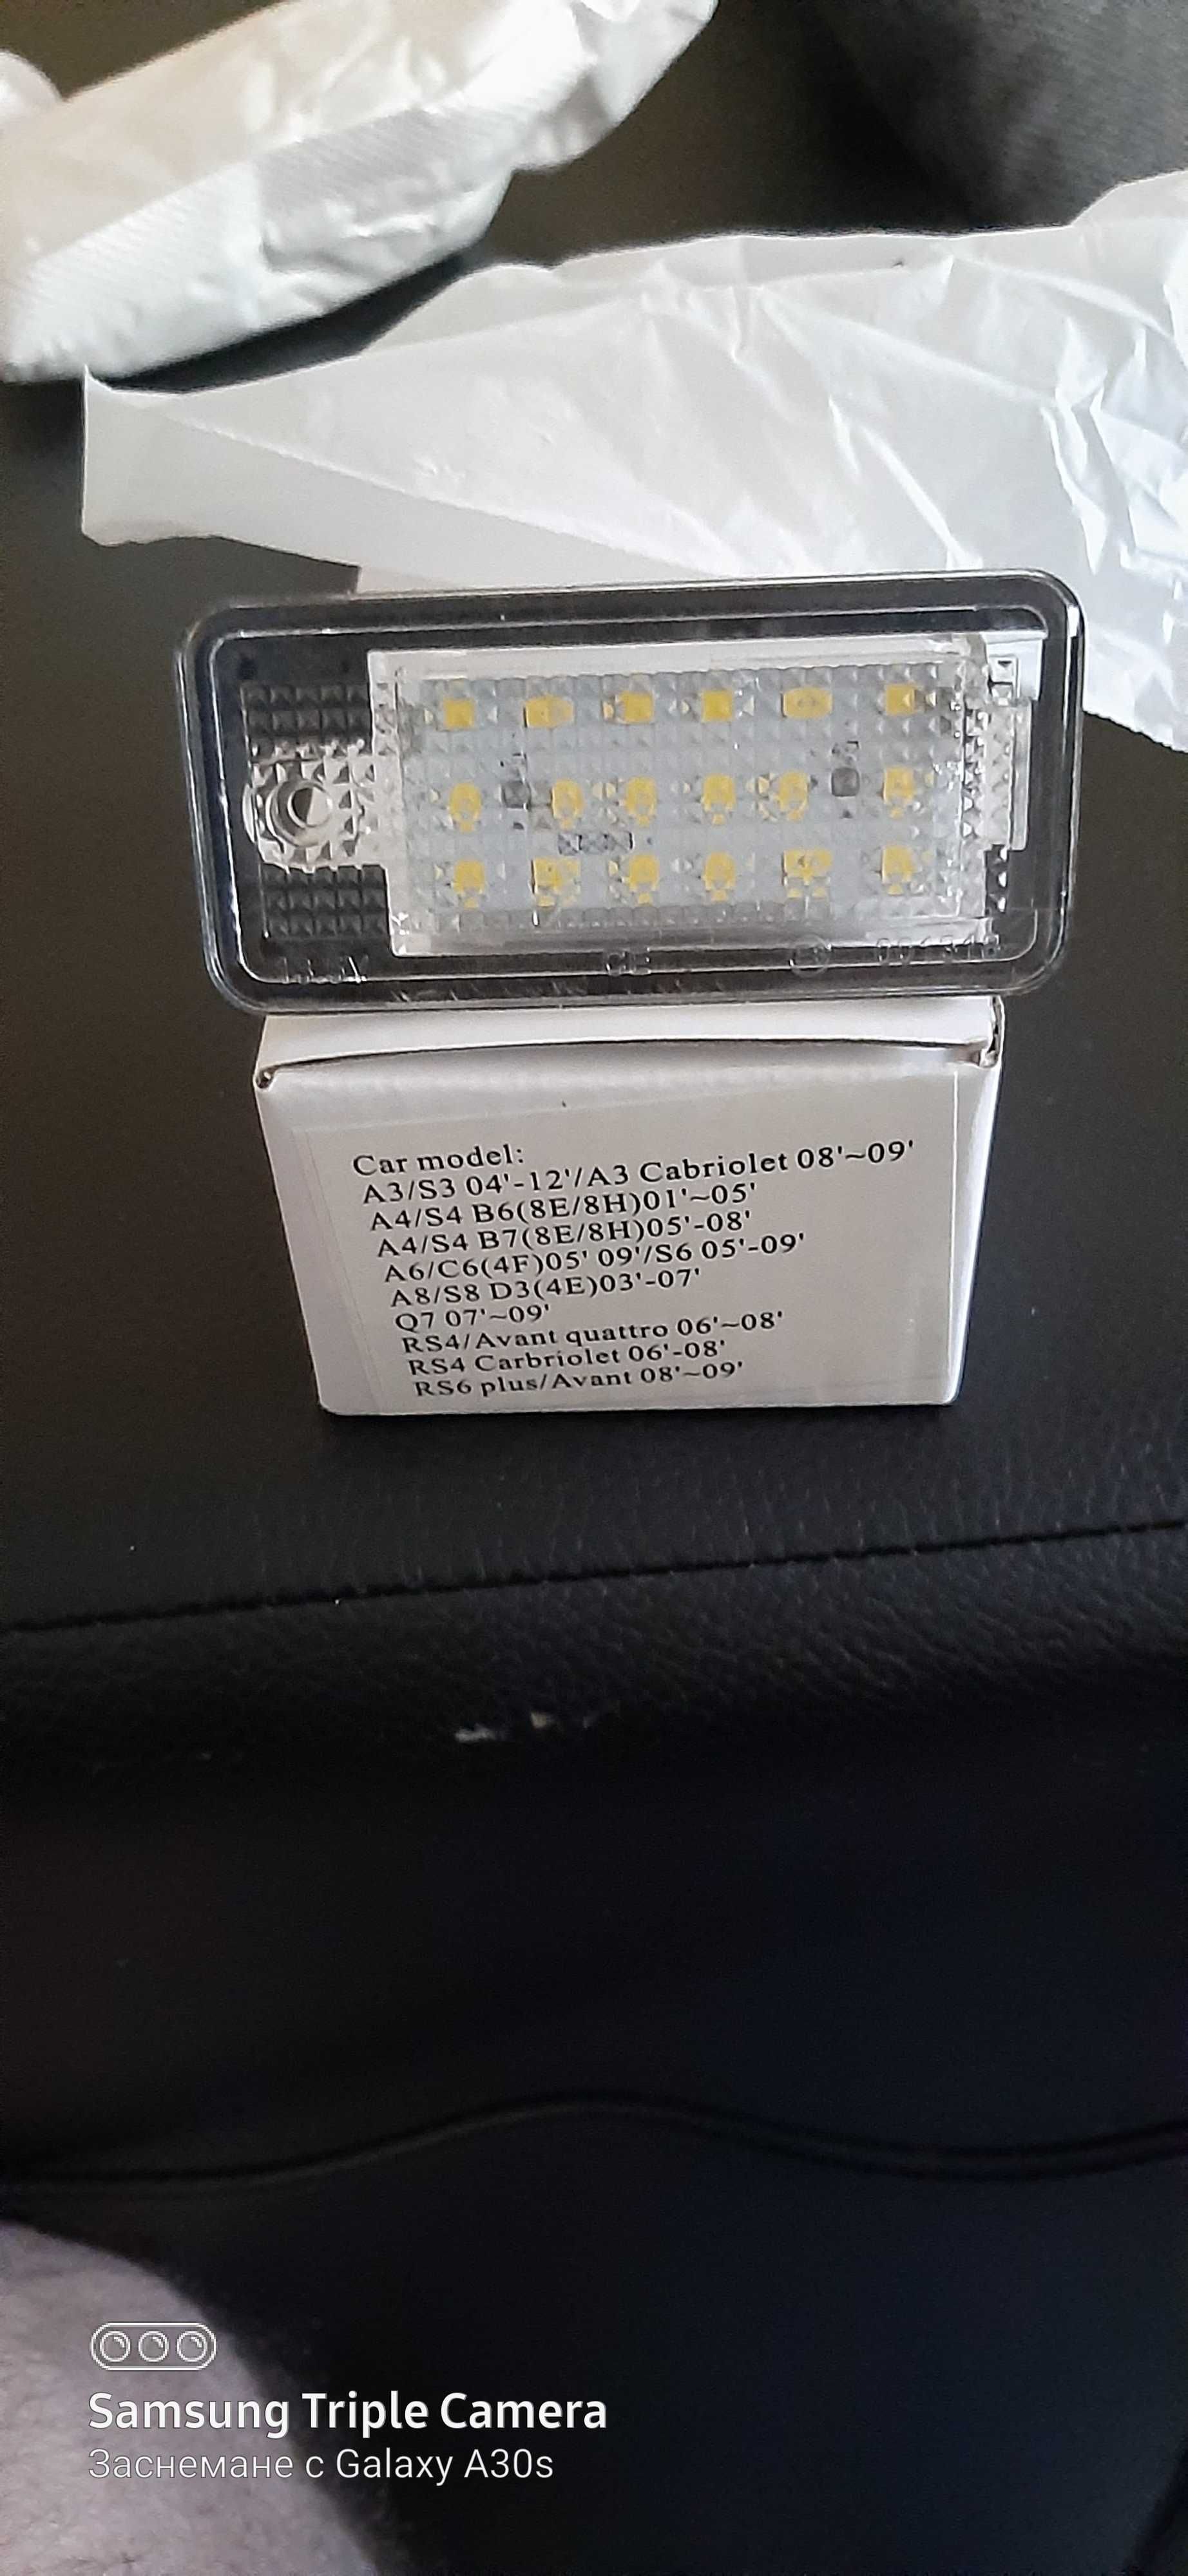 CE
Car model:
A3/S3 04'-12'/A3 Cabriolet 08'~09'
A4/S4 B6(8E/8H)01'~05'
A4/S4 B7(8E/8H)05'-08'
A6/C6(4F)05' 09'/S6 05'-09'
A8/S8 D3(4E)03'-07'
Q7 07'~09'
RS4/Avant quattro 06'~08'
RS4 Carbriolet 06'-08'
RS6 plus/Avant 08'~09'
Samsung Triple Camera
Заснемане с Galaxy A30s